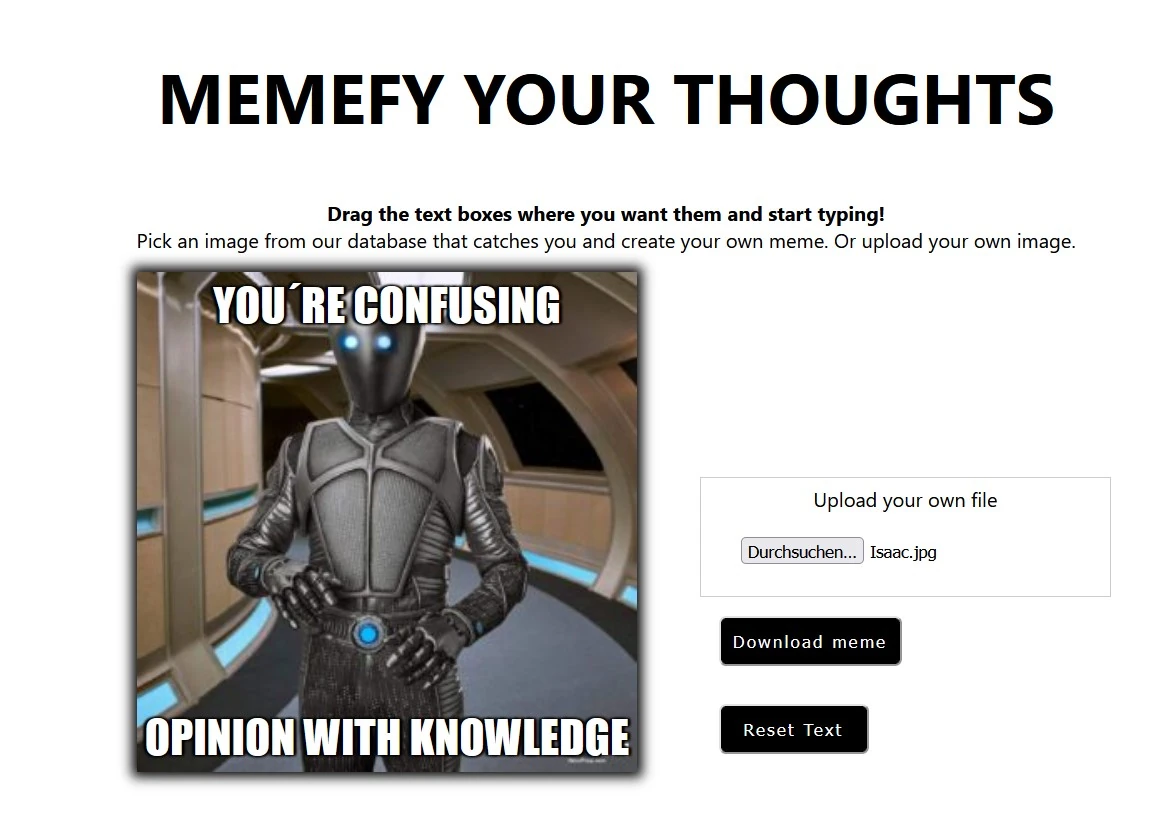 MEMEFY YOUR THOUGHTS
Drag the text boxes where you want them and start typing!
Pick an image from our database that catches you and create your own meme. Or upload your own image.
YOU´RE CONFUSING
OPINION WITH KNOWLEDGE
Upload your own file
Durchsuchen... Isaac.jpg
Download meme
Reset Text